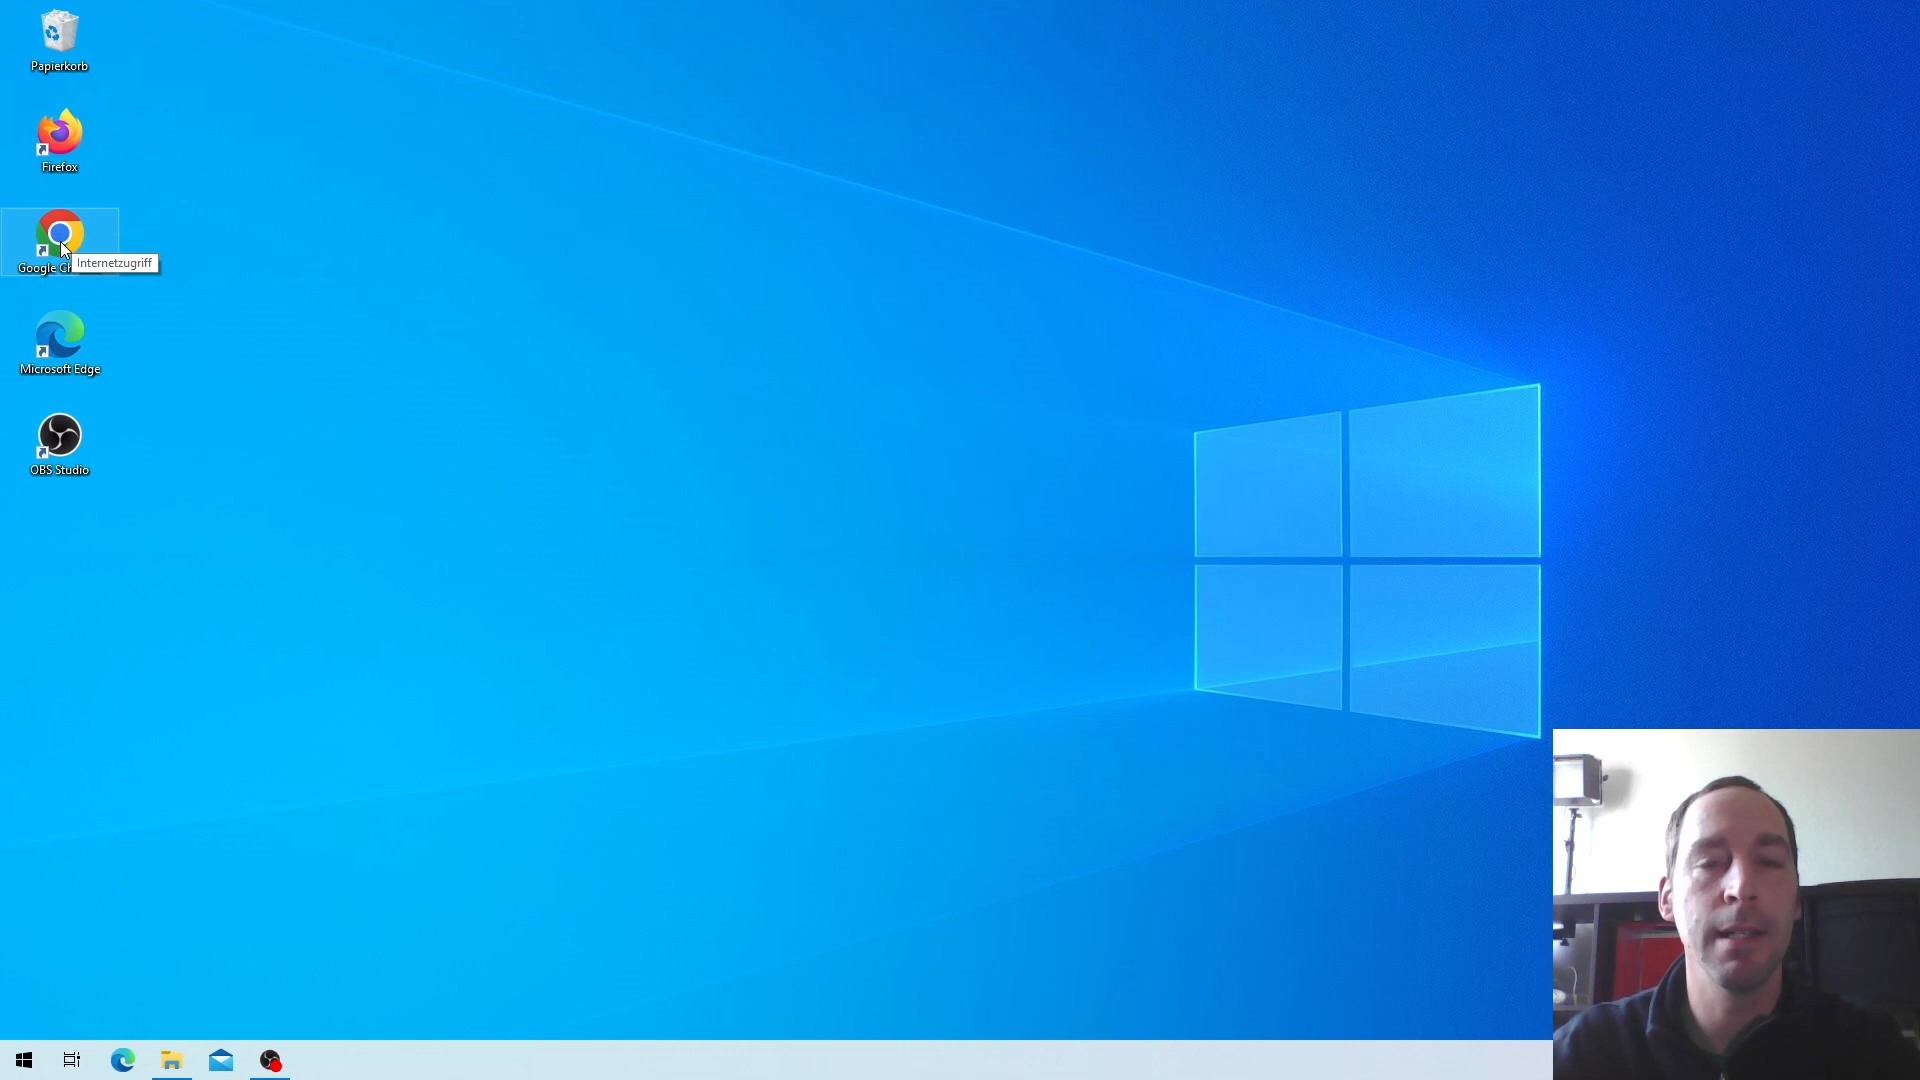 Papierkorb
Firefox
Google Ch
Internetzugriff
Microsoft Edge
OBS Studio